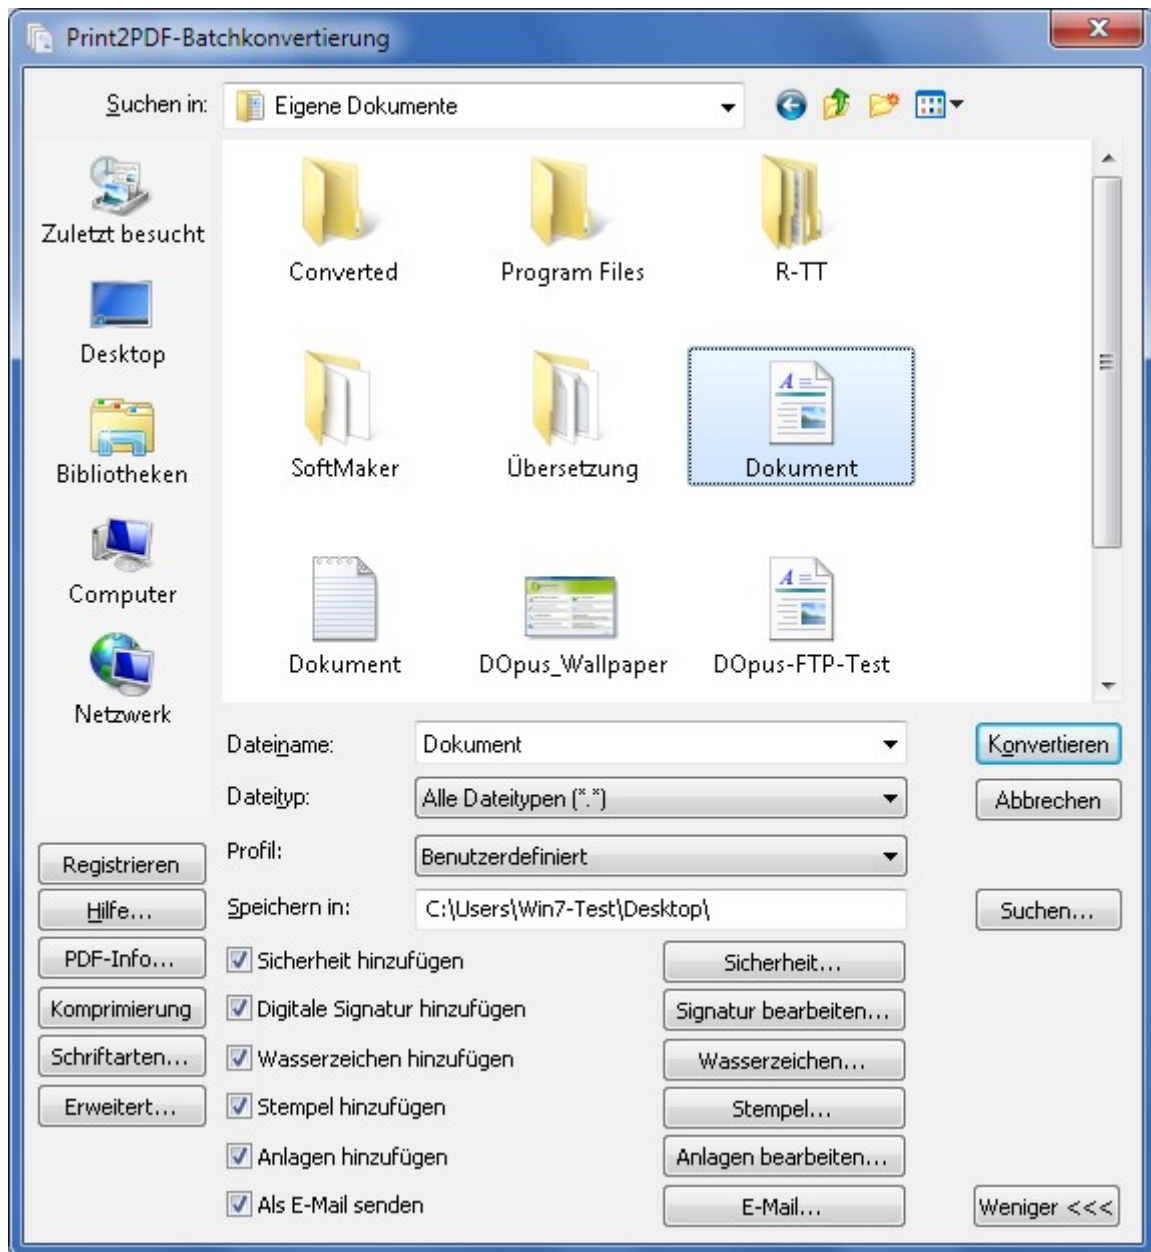 Print2PDF-Batchkonvertierung
Suchen in: Eigene Dokumente
Zuletzt besucht
Desktop
Bibliotheken
Computer
Netzwerk
Converted Program Files R-TT
SoftMaker Übersetzung Dokument
Dokument DOpus_Wallpaper DOpus-FTP-Test
Dateiname: Dokument Konvertieren
Dateityp: Alle Dateitypen (*.*) Abbrechen
Profil: Benutzerdefiniert
Speichern in: C:\Users\Win7-Test\Desktop\ Suchen...
Registrieren
Hilfe...
PDF-Info...
Komprimierung
Schriftarten...
Erweitert...
Sicherheit hinzufügen Sicherheit...
Digitale Signatur hinzufügen Signatur bearbeiten...
Wasserzeichen hinzufügen Wasserzeichen...
Stempel hinzufügen Stempel...
Anlagen hinzufügen Anlagen bearbeiten...
Als E-Mail senden E-Mail... Weniger <<<